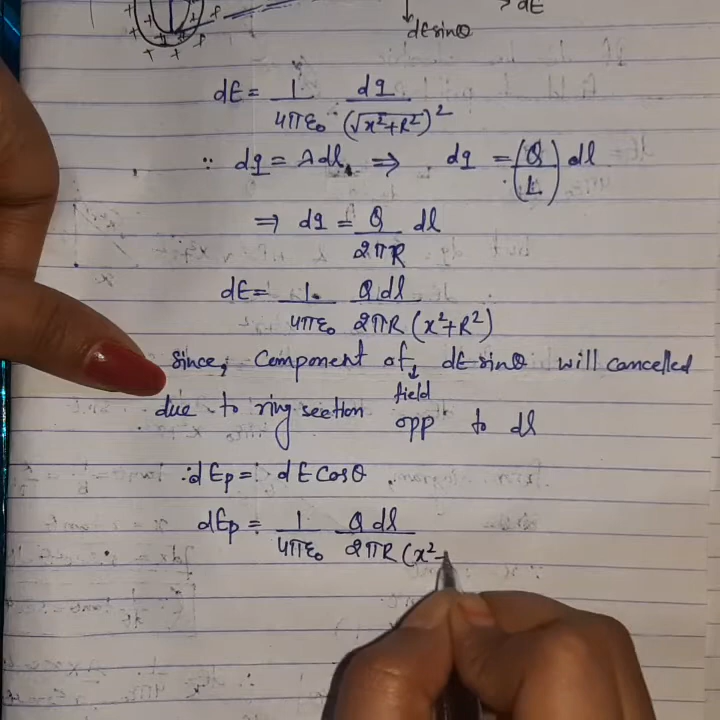 dE
dE sinθ
dE = 1/4πε₀ dq/(√x²+R²)²
∵ dq = λdl, ⇒ dq = (Q/L) dl
⇒ dq = Q/2πR dl
dE = 1/4πε₀ Q dl/2πR (x²+R²)
Since, Component of field dE sinθ will cancelled
due to ring section opp to dl
∴ dEp = dE Cosθ
dEp = 1/4πε₀ Q dl/2πR (x²-